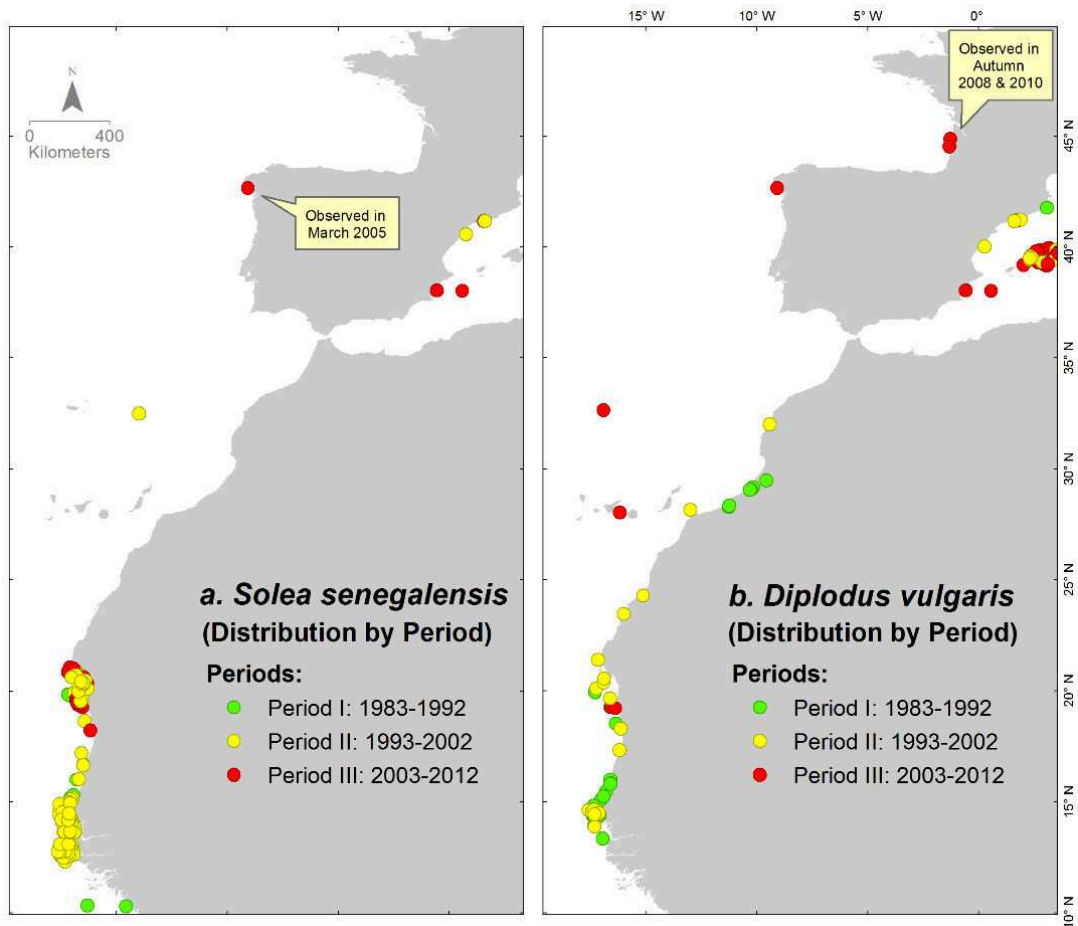 15° W 10° W 5° W 0°
N
0 400
Kilometers
Observed in
March 2005
a. Solea senegalensis
(Distribution by Period)
Periods:
Period I: 1983-1992
Period II: 1993-2002
Period III: 2003-2012
Observed in
Autumn
2008 & 2010
b. Diplodus vulgaris
(Distribution by Period)
Periods:
Period I: 1983-1992
Period II: 1993-2002
Period III: 2003-2012
45° N
40° N
35° N
30° N
25° N
20° N
15° N
10° N